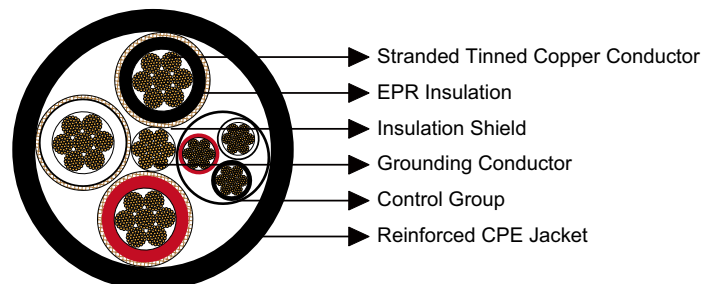 Stranded Tinned Copper Conductor
EPR Insulation
Insulation Shield
Grounding Conductor
Control Group
Reinforced CPE Jacket